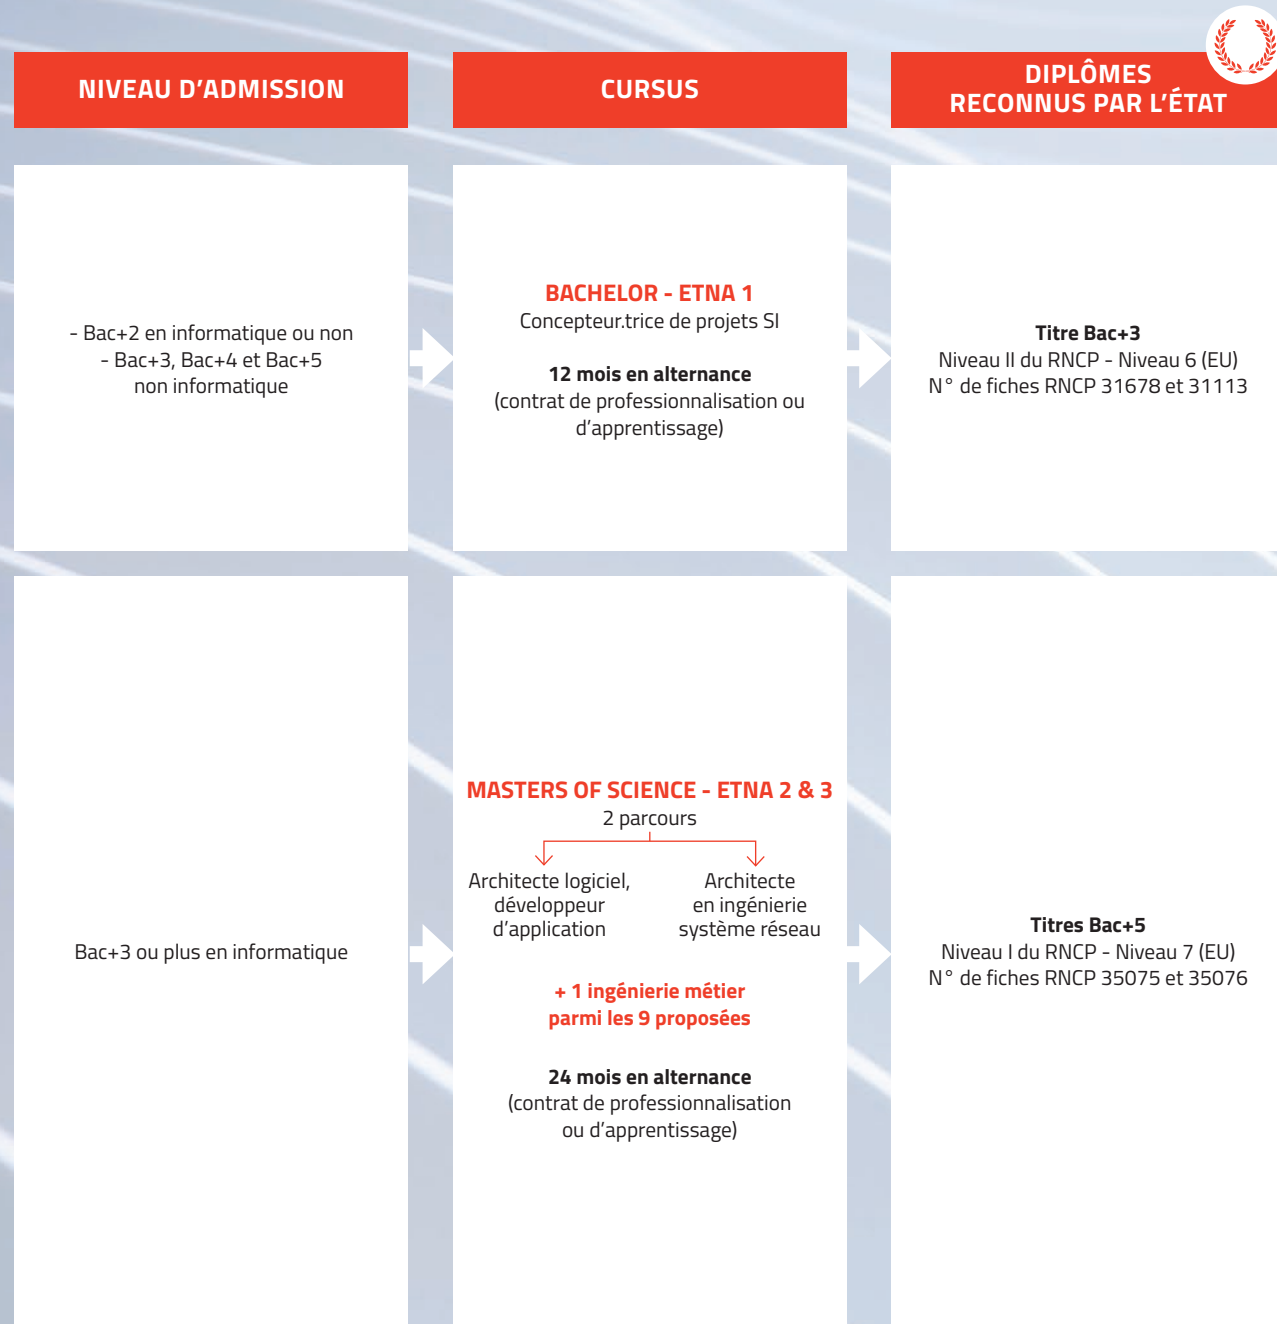 NIVEAU D'ADMISSION
CURSUS
DIPLÔMES
RECONNUS PAR L'ÉTAT
- Bac+2 en informatique ou non
- Bac+3, Bac+4 et Bac+5
non informatique
BACHELOR - ETNA 1
Concepteur.trice de projets SI
12 mois en alternance
(contrat de professionnalisation ou
d'apprentissage)
Titre Bac+3
Niveau II du RNCP - Niveau 6 (EU)
N° de fiches RNCP 31678 et 31113
Bac+3 ou plus en informatique
MASTERS OF SCIENCE - ETNA 2 & 3
2 parcours
Architecte logiciel,
développeur
d'application
Architecte
en ingénierie
système réseau
+ 1 ingénierie métier
parmi les 9 proposées
24 mois en alternance
(contrat de professionnalisation
ou d'apprentissage)
Titres Bac+5
Niveau I du RNCP - Niveau 7 (EU)
N° de fiches RNCP 35075 et 35076